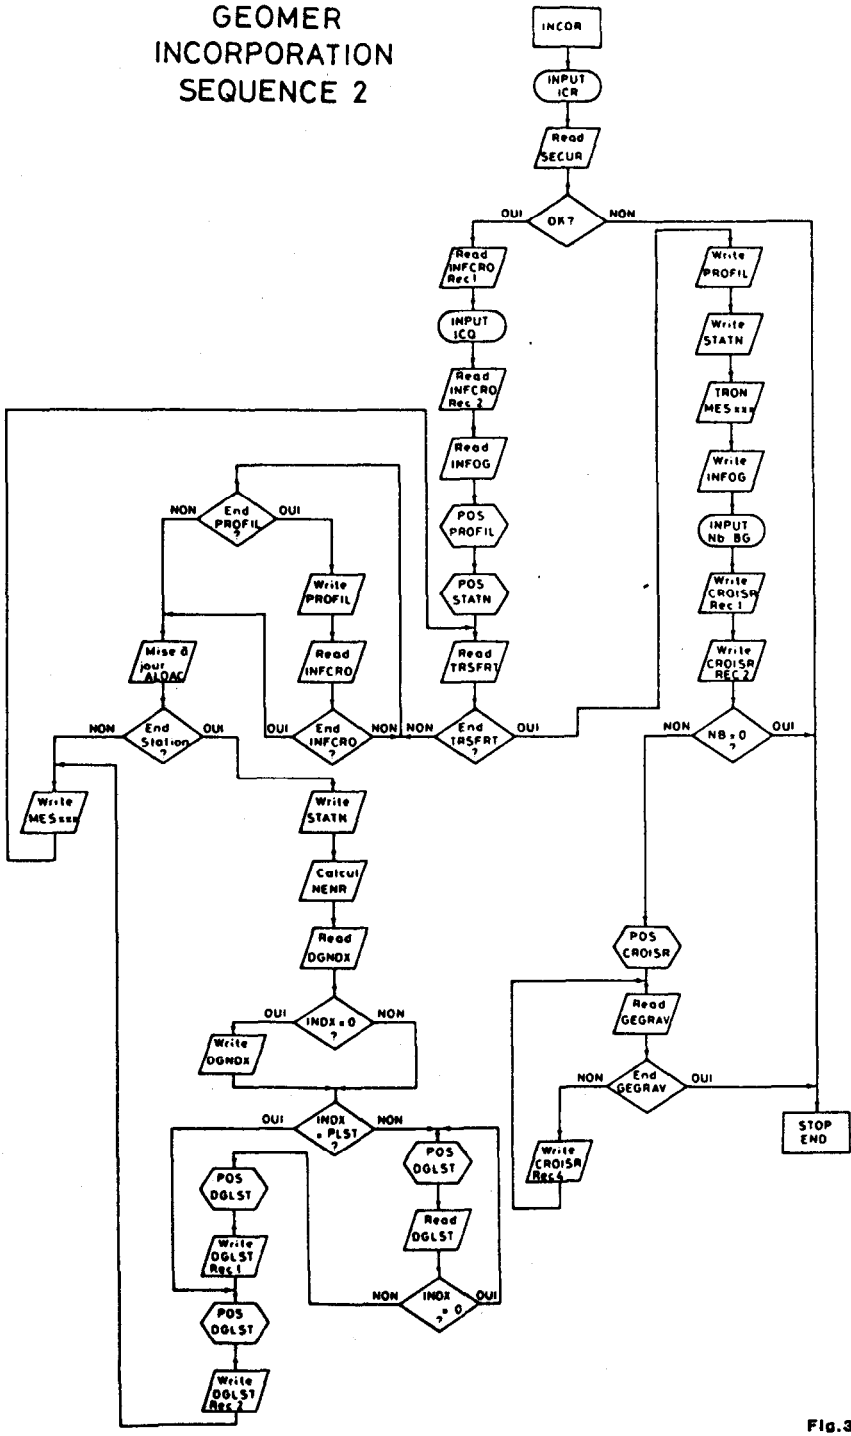 GEOMER
INCORPORATION
SEQUENCE 2
INCOR
INPUT
ICR
Read
SECUR
OUI
OK?
NON
Read
INFCRO
Rec 1
INPUT
ICQ
Read
INFCRO
Rec 2
Read
INFOG
POS
PROFIL
POS
STATN
Read
TRSFRT
NON
End
TRSFRT
?
OUI
Write
PROFIL
Write
STATN
TRON
MES***
Write
INFOG
INPUT
Nb BG
Write
CROISR
Rec 1
Write
CROISR
REC 2
NON
NB = 0
?
OUI
NON
End
PROFIL
?
OUI
Write
PROFIL
Read
INFCRO
OUI
End
INFCRO
?
NON
Mise à
jour
ALOAC
NON
End
Station
?
OUI
Write
MES***
Write
STATN
Calcul
NENR
Read
DGNDX
OUI
INDX = 0
?
NON
Write
DGNDX
OUI
INDX
= PLST
?
NON
POS
DGLST
Read
DGLST
NON
INDX
= 0
?
OUI
POS
DGLST
Write
DGLST
Rec 1
POS
DGLST
Write
DGLST
Rec 2
POS
CROISR
Read
GEGRAV
NON
End
GEGRAV
OUI
Write
CROISR
Rec 4
STOP
END
Fig.3